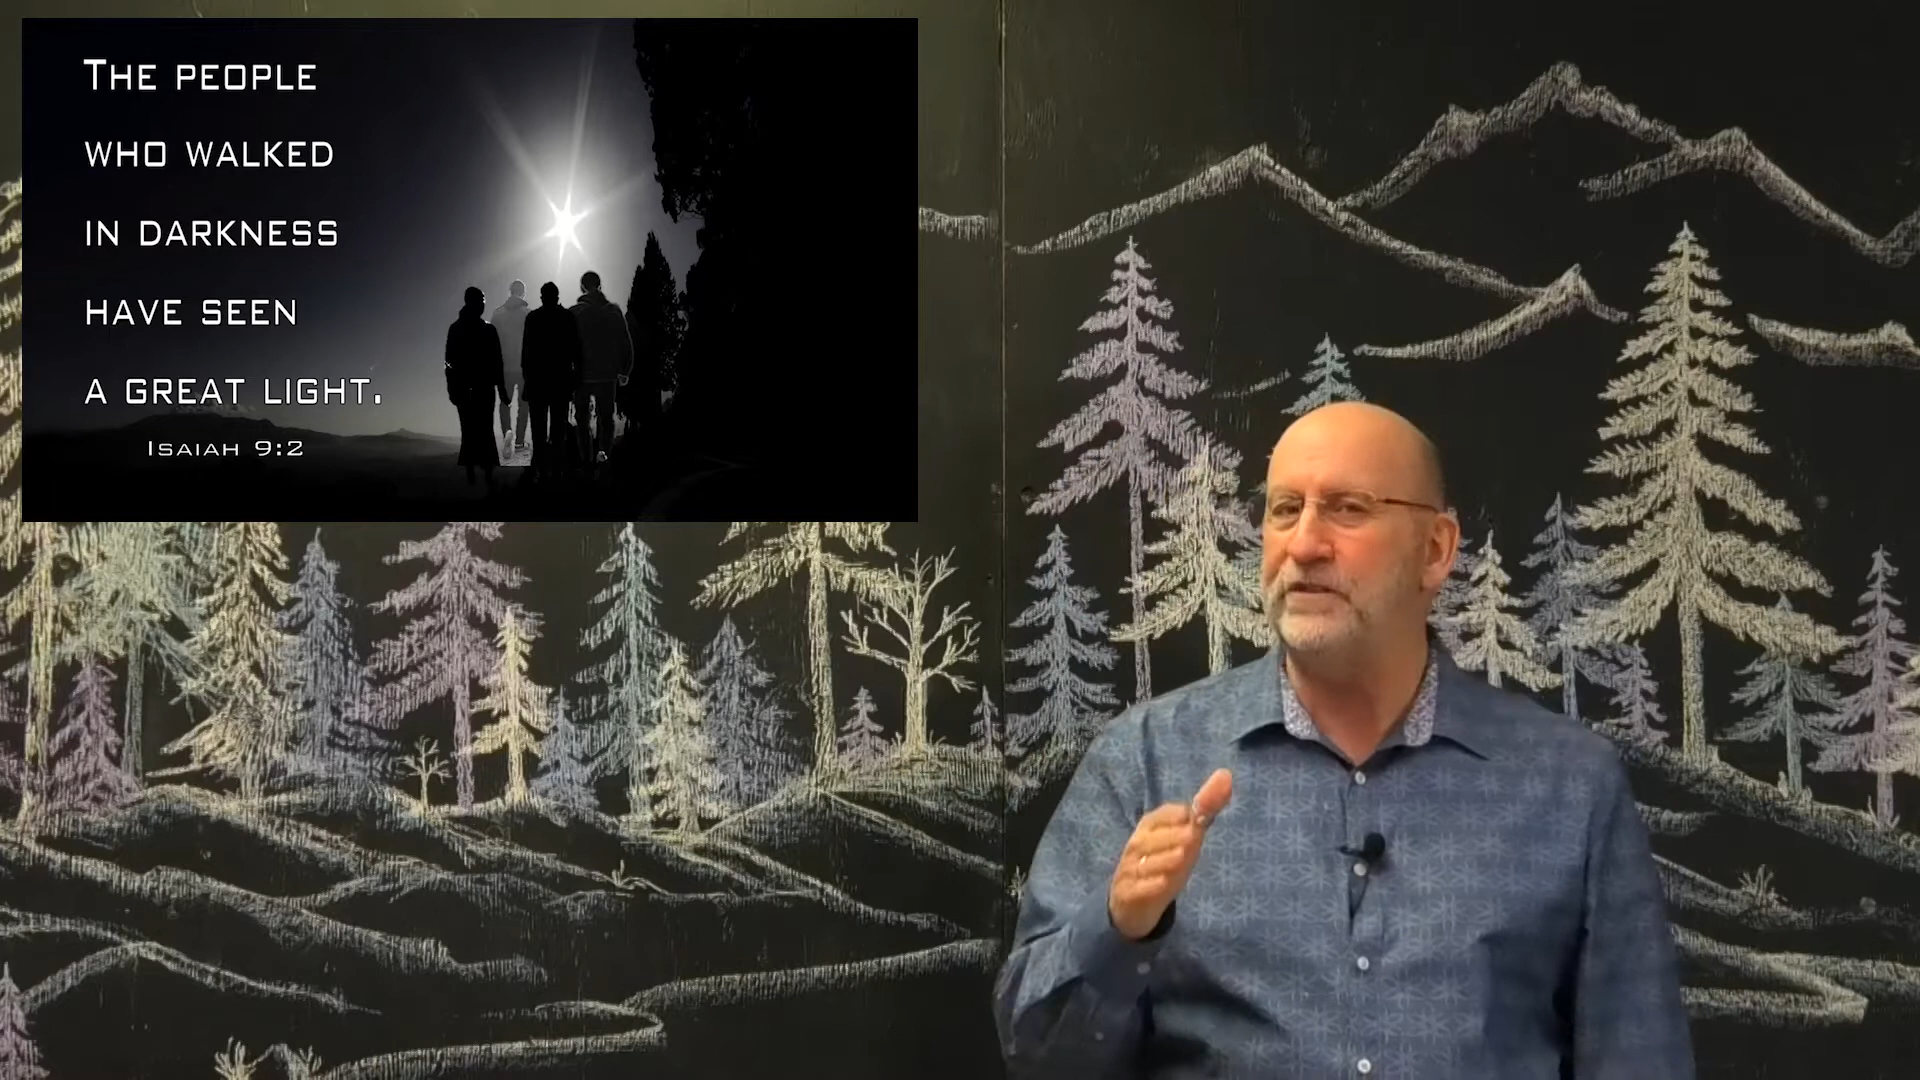 The people
who walked
in darkness
have seen
a great light.
Isaiah 9:2